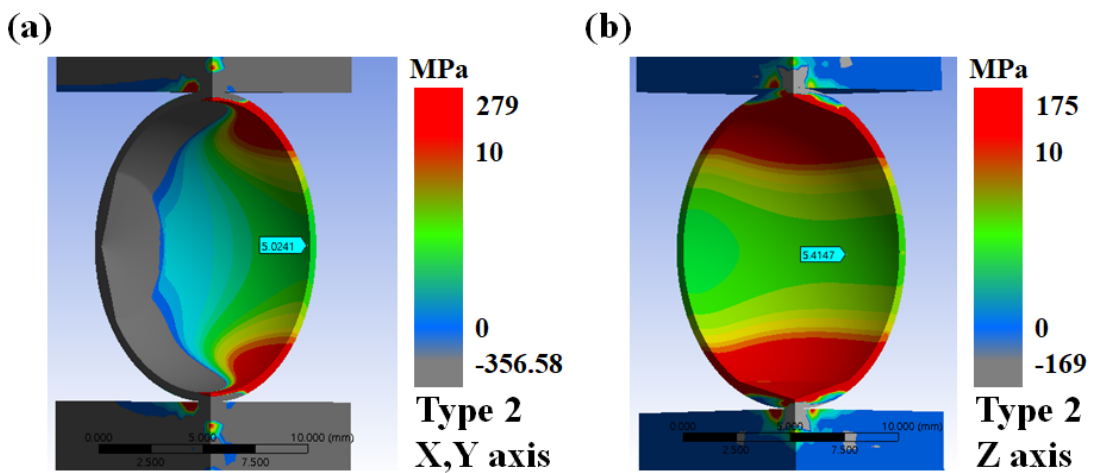 (a)
(b)
MPa
279
10
0
-356.58
Type 2
X,Y axis
5.0241
0.000
5.000
10.000 (mm)
2.500
7.500
MPa
175
10
0
-169
Type 2
Z axis
5.4147
0.000
5.000
10.000 (mm)
2.500
7.500